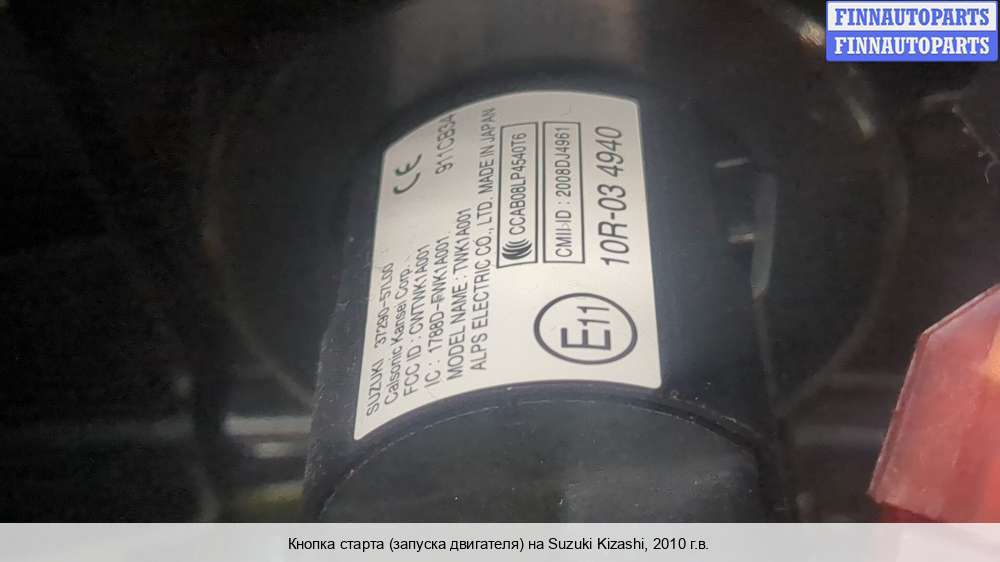 FINNAUTOPARTS
FINNAUTOPARTS
SUZUKI 37290-57L00
Calsonic Kansei Corp.
FCC ID : CWTWK1A001
IC : 1788D-FWK1A001
MODEL NAME : TWK1A001
ALPS ELECTRIC CO., LTD. MADE IN JAPAN
CE
911CB3A
CCAB08LP4540T6
CMII-ID : 2008DJ4961
10R-03 4940
E11
Кнопка старта (запуска двигателя) на Suzuki Kizashi, 2010 г.в.